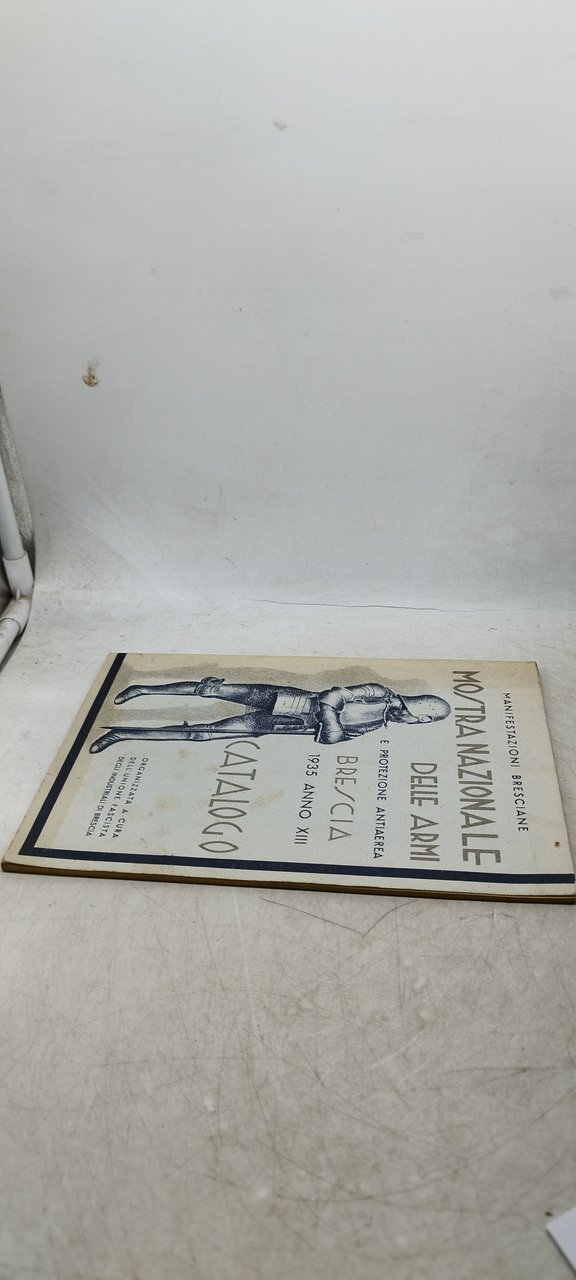 MANIFESTAZIONI BRESCIANE
MOSTRA NAZIONALE
DELLE ARMI
E PROTEZIONE ANTIAEREA
BRESCIA
1935 ANNO XIII
CATALOGO
ORGANIZZATA A CURA
DELL'UNIONE FASCISTA
DEGLI INDUSTRIALI DI BRESCIA